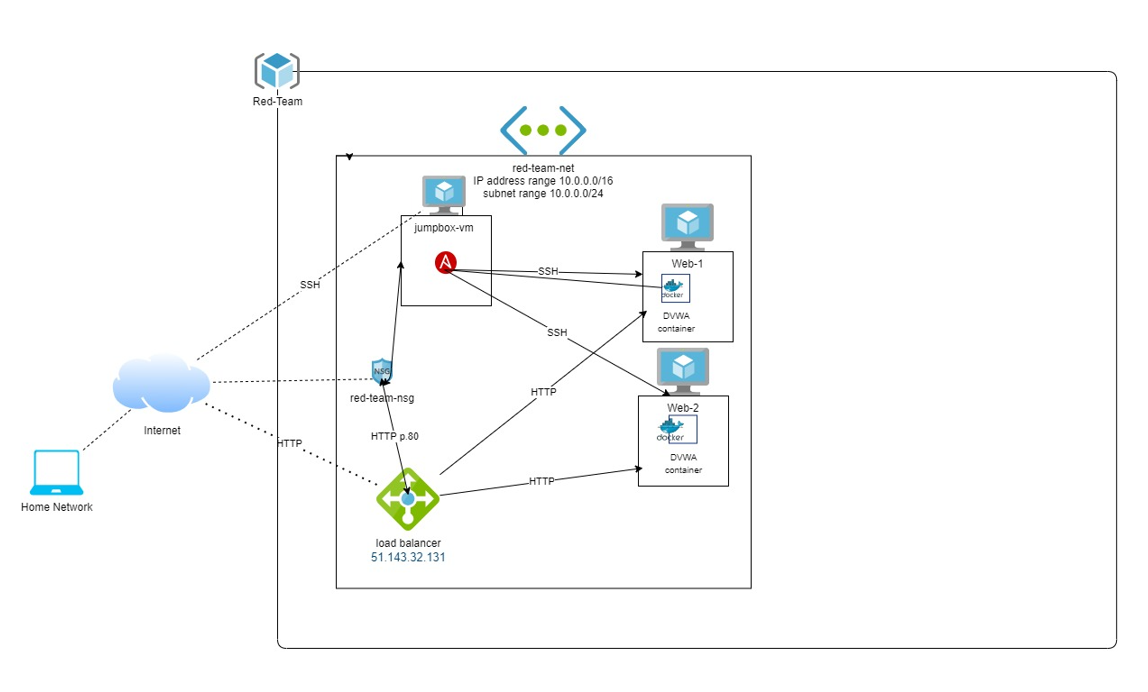 Red-Team
red-team-net
IP address range 10.0.0.0/16
subnet range 10.0.0.0/24
jumpbox-vm
Web-1
SSH
docker
SSH
DVWA
container
SSH
NSG
red-team-nsg
HTTP
Web-2
docker
Internet
HTTP p.80
HTTP
DVWA
container
HTTP
Home Network
load balancer
51.143.32.131